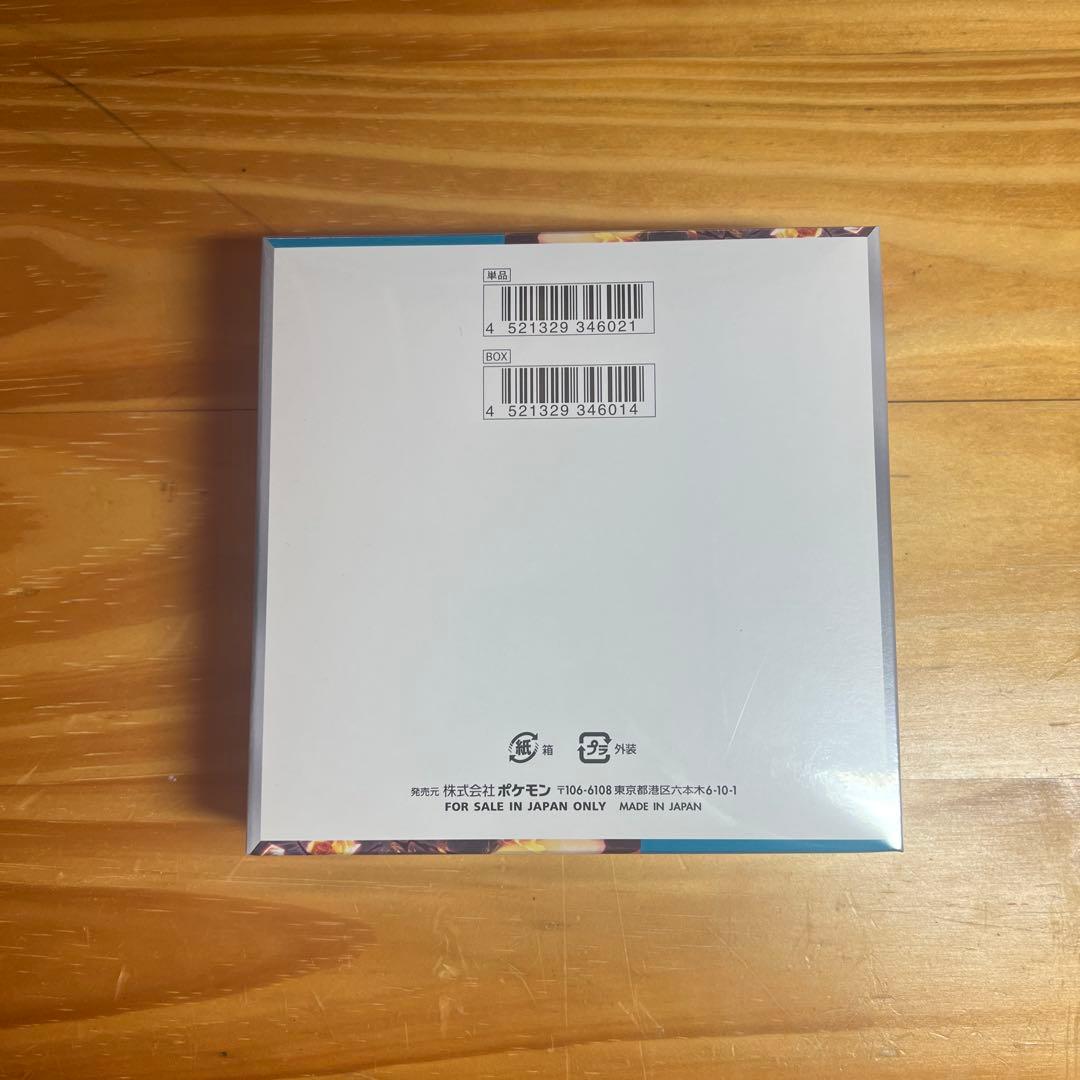 単品
4 521329 346021
BOX
4 521329 346014
紙 箱 プラ 外装
発売元 株式会社 ポケモン 〒106-6108 東京都港区六本木6-10-1
FOR SALE IN JAPAN ONLY MADE IN JAPAN